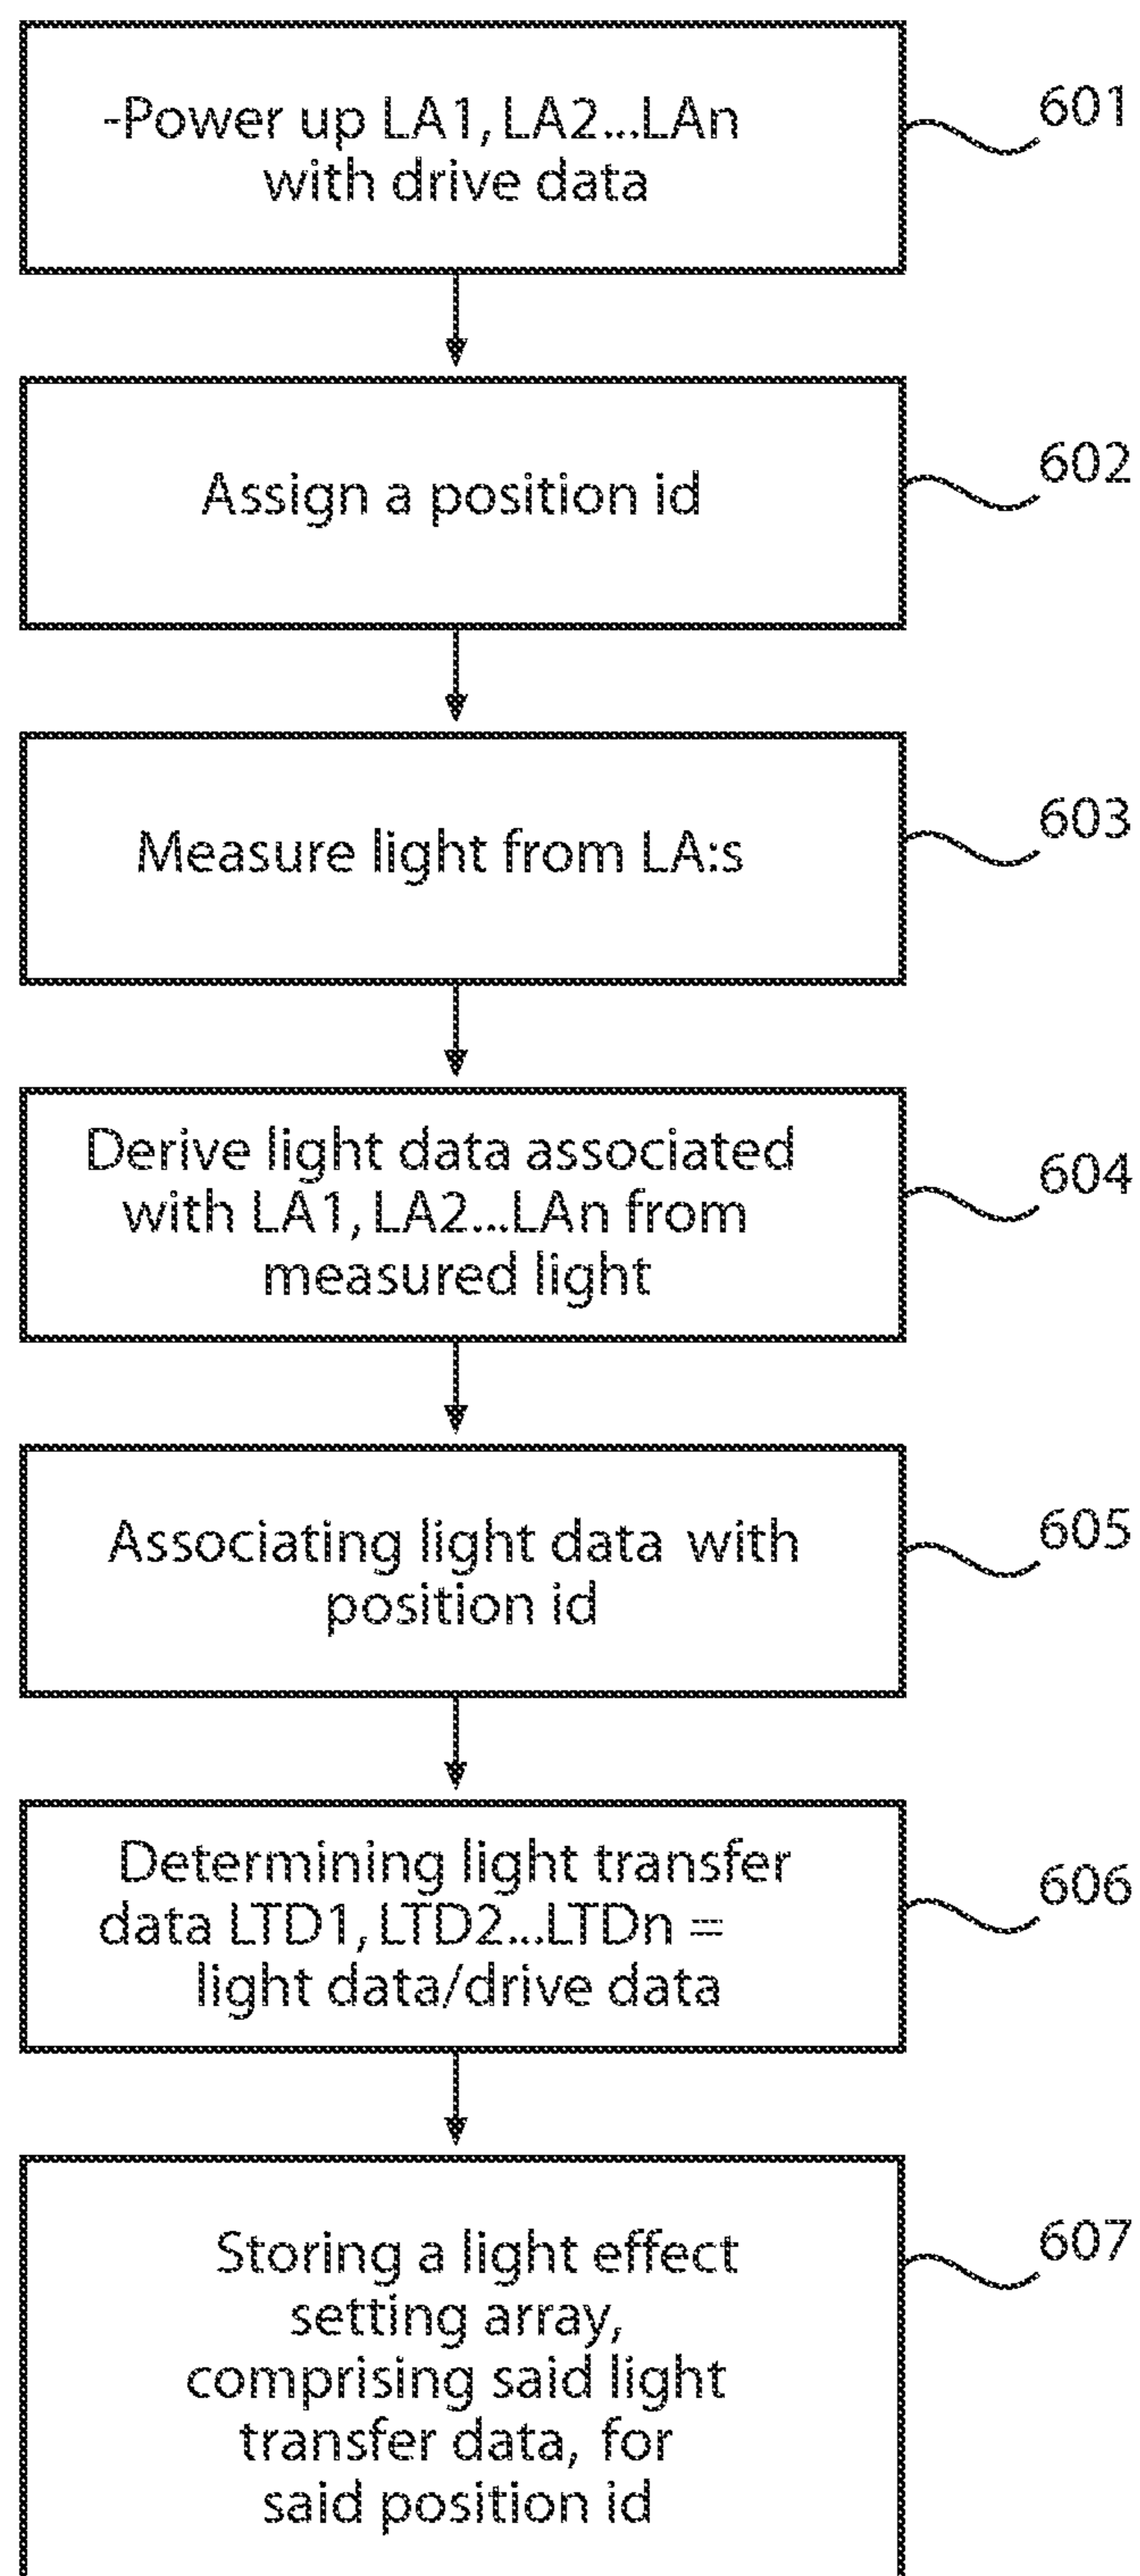 -Power up LA1, LA2...LAn
with drive data
601
Assign a position id
602
Measure light from LA:s
603
Derive light data associated
with LA1, LA2...LAn from
measured light
604
Associating light data with
position id
605
Determining light transfer
data LTD1, LTD2...LTDn =
light data/drive data
606
Storing a light effect
setting array,
comprising said light
transfer data, for
said position id
607